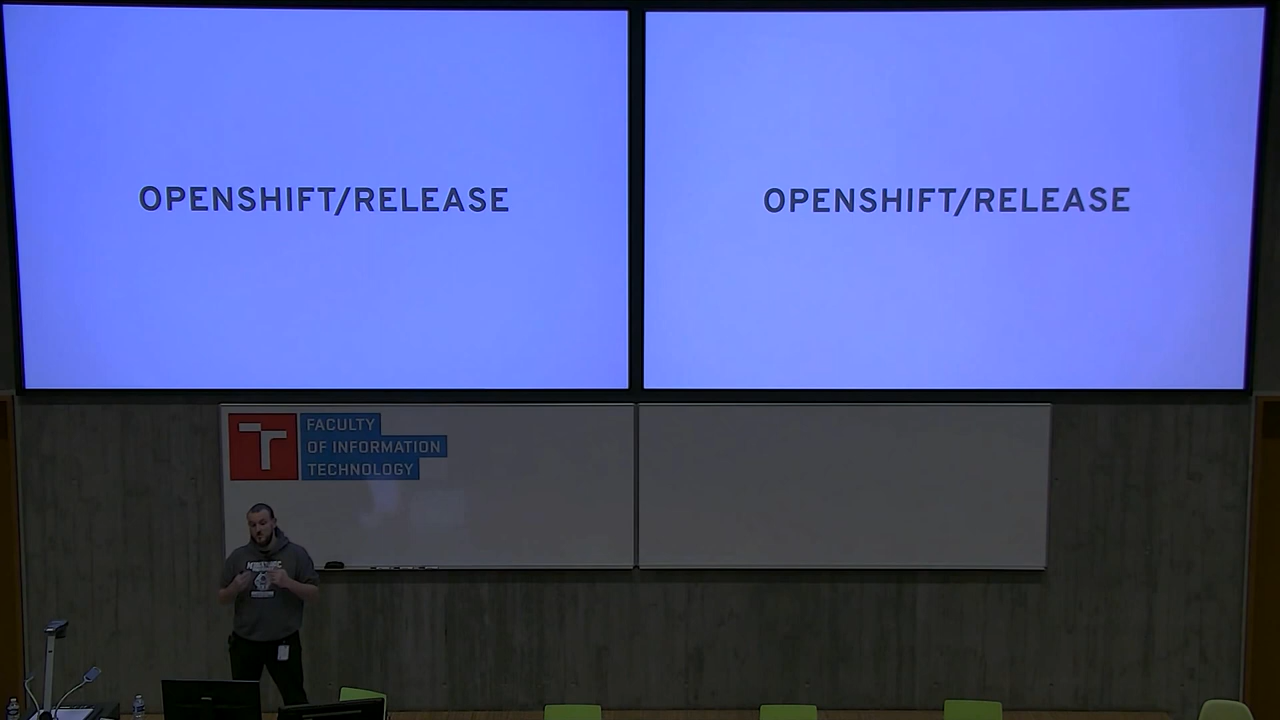 OPENSHIFT/RELEASE
OPENSHIFT/RELEASE
FACULTY
OF INFORMATION
TECHNOLOGY